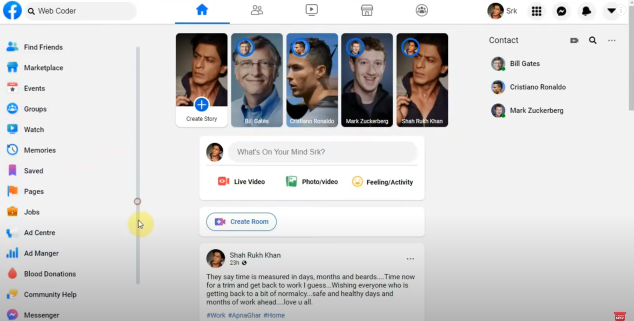 Web Coder
Srk
Find Friends
Marketplace
Events
Groups
Watch
Memories
Saved
Pages
Jobs
Ad Centre
Ad Manger
Blood Donations
Community Help
Messenger
Create Story
Bill Gates
Cristiano Ronaldo
Mark Zuckerberg
Shah Rukh Khan
What's On Your Mind Srk?
Live Video
Photo/video
Feeling/Activity
Create Room
Shah Rukh Khan
23h
They say time is measured in days, months and beards....Time now
for a trim and get back to work I guess...Wishing everyone who is
getting back to a bit of normalcy...safe and healthy days and
months of work ahead....love u all.
#Work #ApnaGhar #Home
Contact
Bill Gates
Cristiano Ronaldo
Mark Zuckerberg